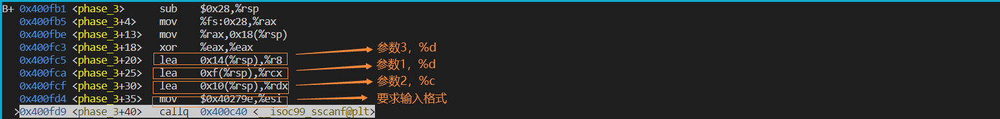 B+ 0x400fb1 <phase_3> sub $0x28,%rsp
0x400fb5 <phase_3+4> mov %fs:0x28,%rax
0x400fbe <phase_3+13> mov %rax,0x18(%rsp)
0x400fc3 <phase_3+18> xor %eax,%eax 参数3，%d
0x400fc5 <phase_3+20> lea 0x14(%rsp),%r8
0x400fca <phase_3+25> lea 0xf(%rsp),%rcx 参数1，%d
0x400fcf <phase_3+30> lea 0x10(%rsp),%rdx 参数2，%c
0x400fd4 <phase_3+35> mov $0x40279e,%esi 要求输入格式
>0x400fd9 <phase_3+40> callq 0x400c40 <__isoc99_sscanf@plt>